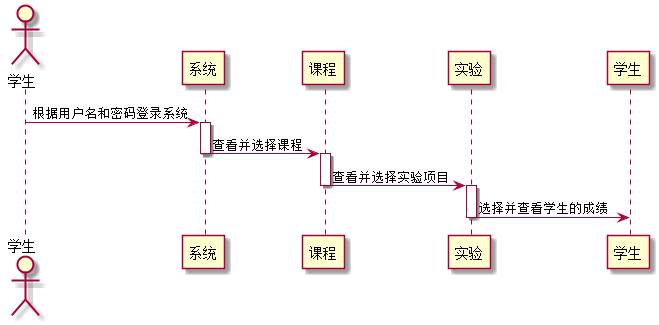 学生
系统
课程
实验
学生
根据用户名和密码登录系统
查看并选择课程
查看并选择实验项目
选择并查看学生的成绩
学生
系统
课程
实验
学生